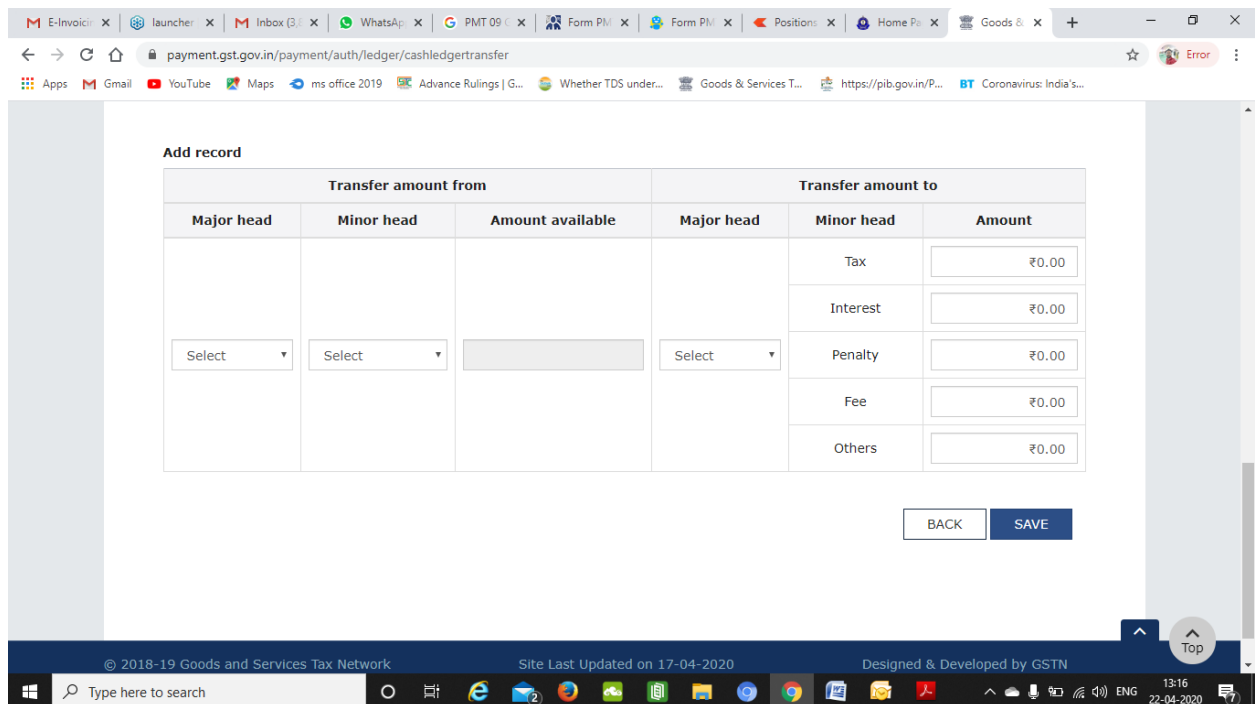 E-Invoicin
launcher
Inbox (3,
WhatsAp
PMT 09
Form PM
Form PM
Positions
Home Pa
Goods &
payment.gst.gov.in/payment/auth/ledger/cashledgertransfer
Error
Apps Gmail YouTube Maps ms office 2019 Advance Rulings | G... Whether TDS under... Goods & Services T... https://pib.gov.in/P... BT Coronavirus: India's...
Add record
Transfer amount from Transfer amount to
Major head Minor head Amount available Major head Minor head Amount
Tax ₹0.00
Interest ₹0.00
Select Select Select Penalty ₹0.00
Fee ₹0.00
Others ₹0.00
BACK SAVE
Top
© 2018-19 Goods and Services Tax Network Site Last Updated on 17-04-2020 Designed & Developed by GSTN
Type here to search ENG 13:16
22-04-2020